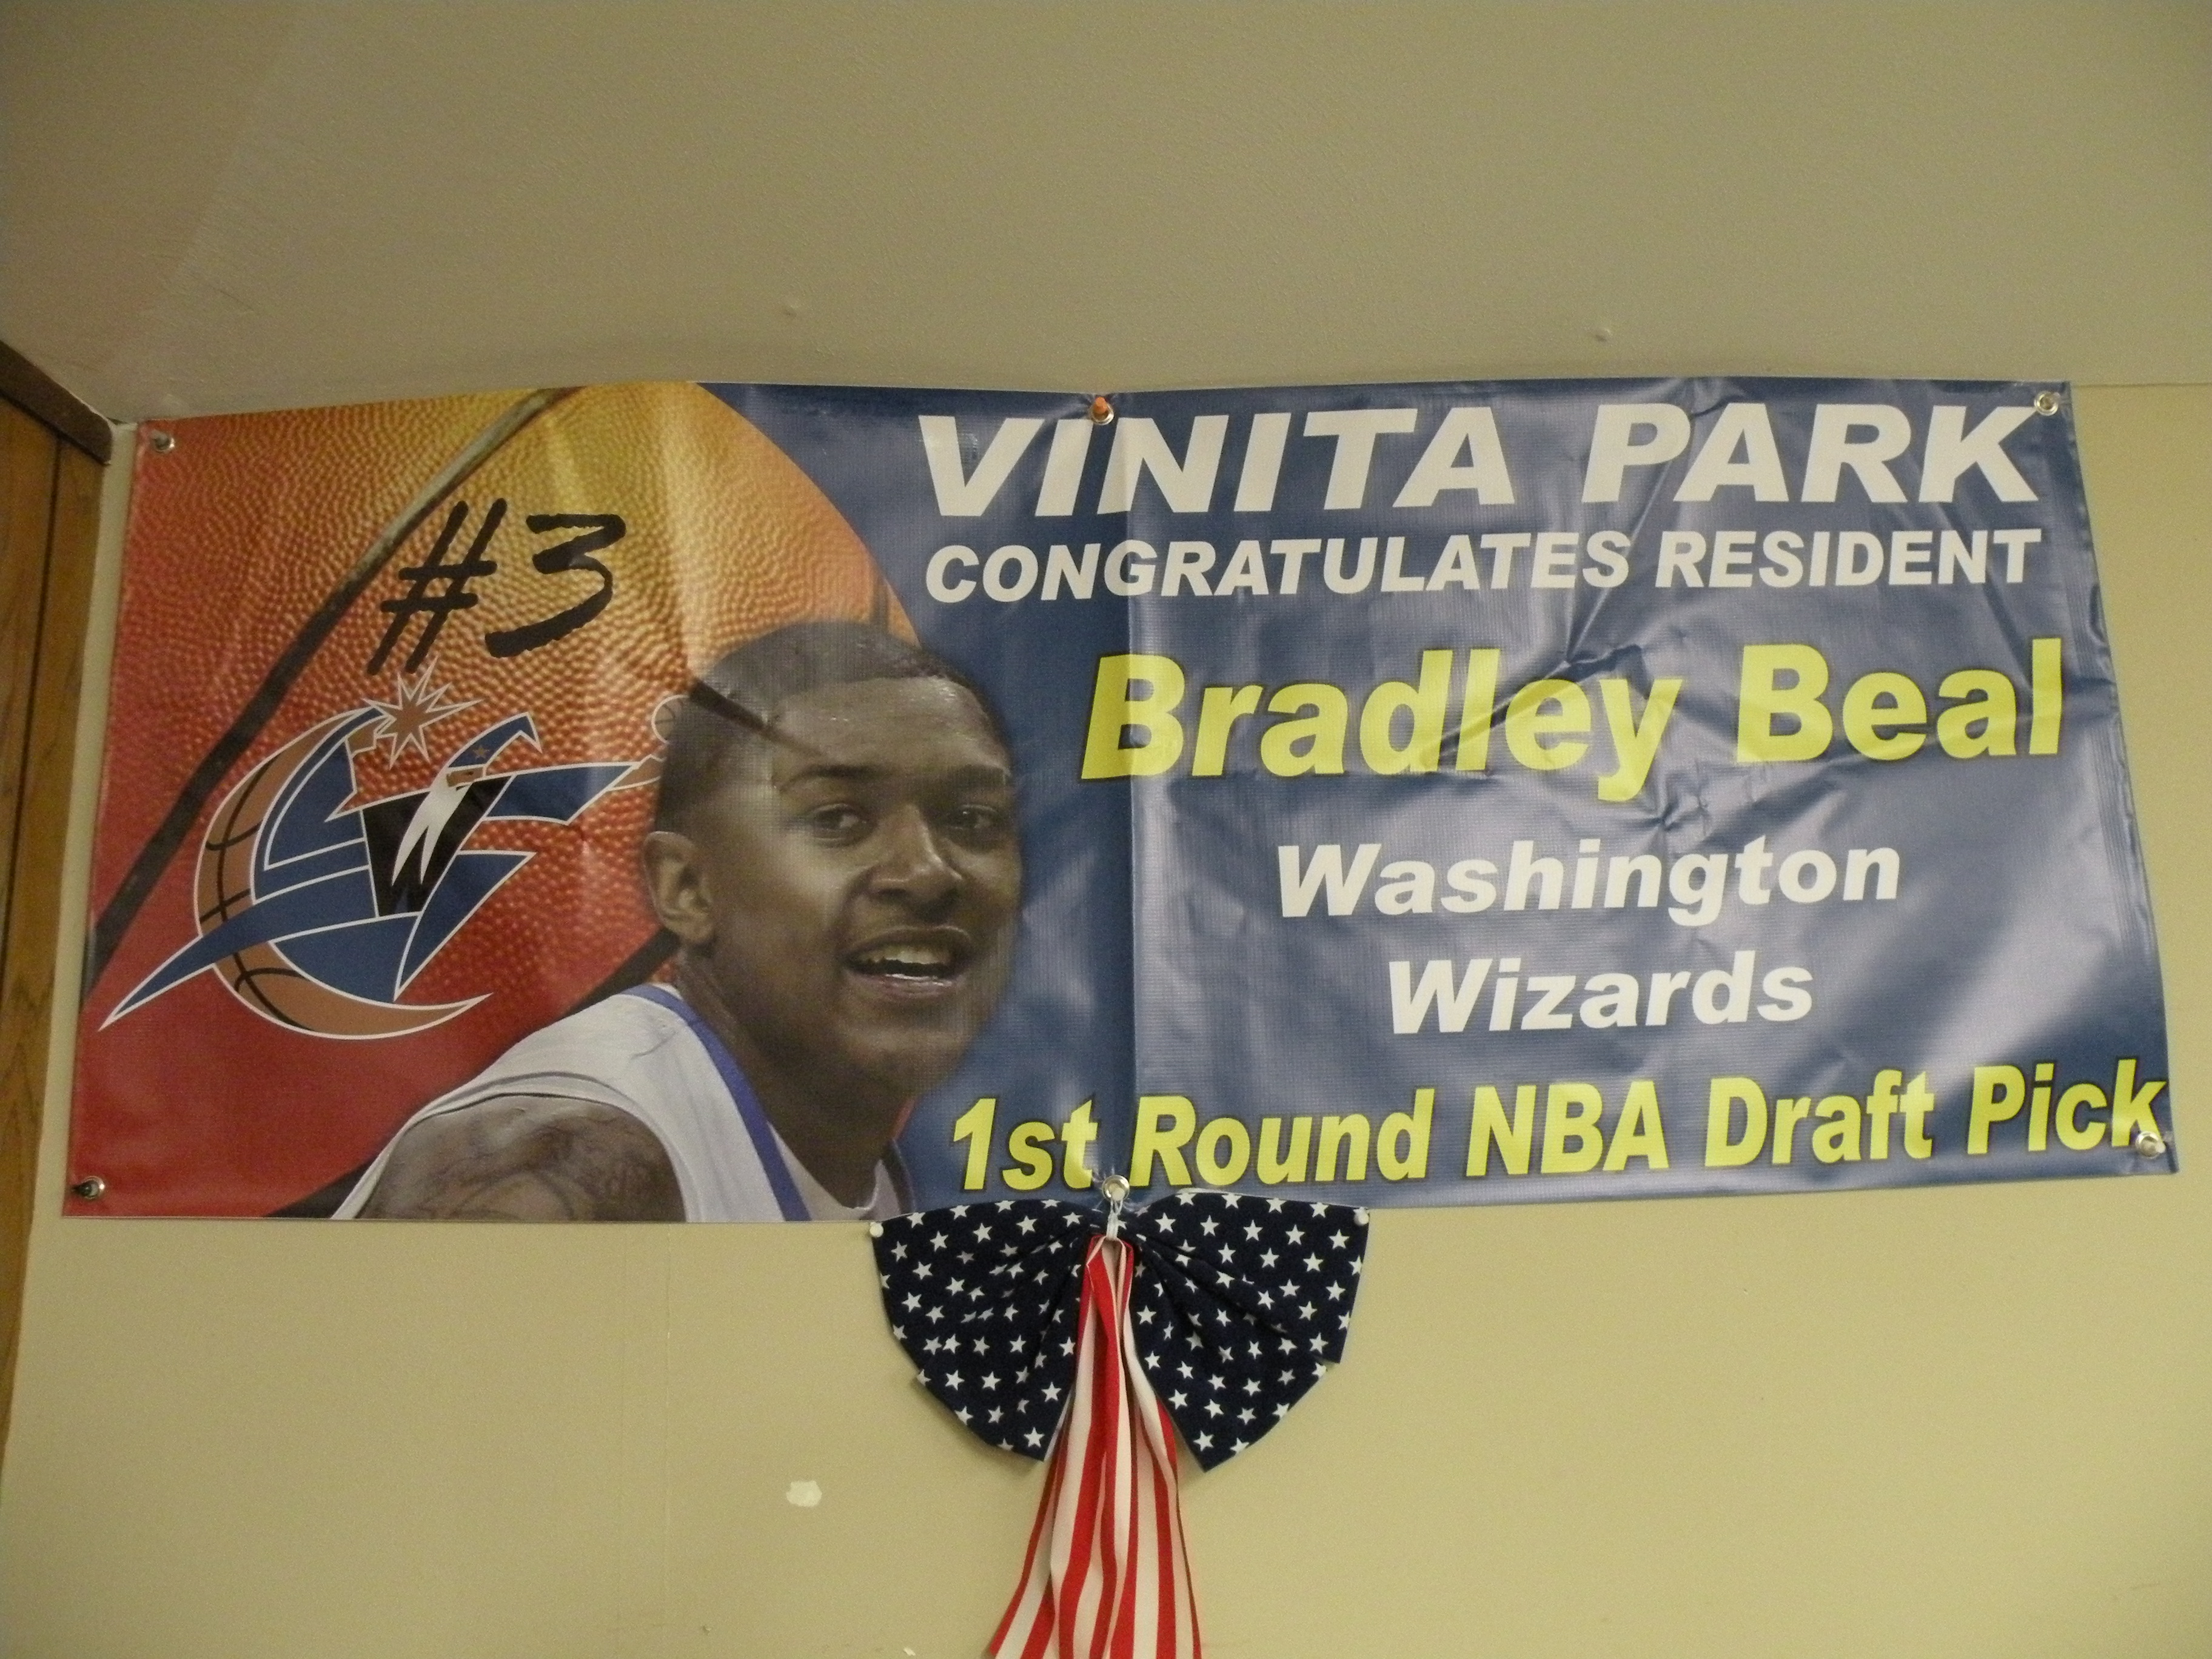 #3
W
VINITA PARK
CONGRATULATES RESIDENT
Bradley Beal
Washington
Wizards
1st Round NBA Draft Pick